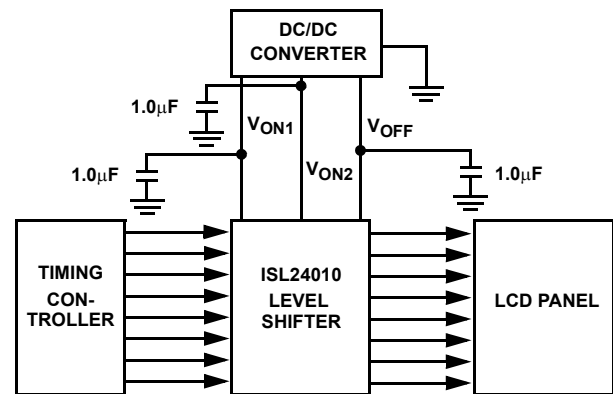 DC/DC
CONVERTER
1.0μF
VON1
VOFF
1.0μF
VON2
1.0μF
TIMING
CON-
TROLLER
ISL24010
LEVEL
SHIFTER
LCD PANEL